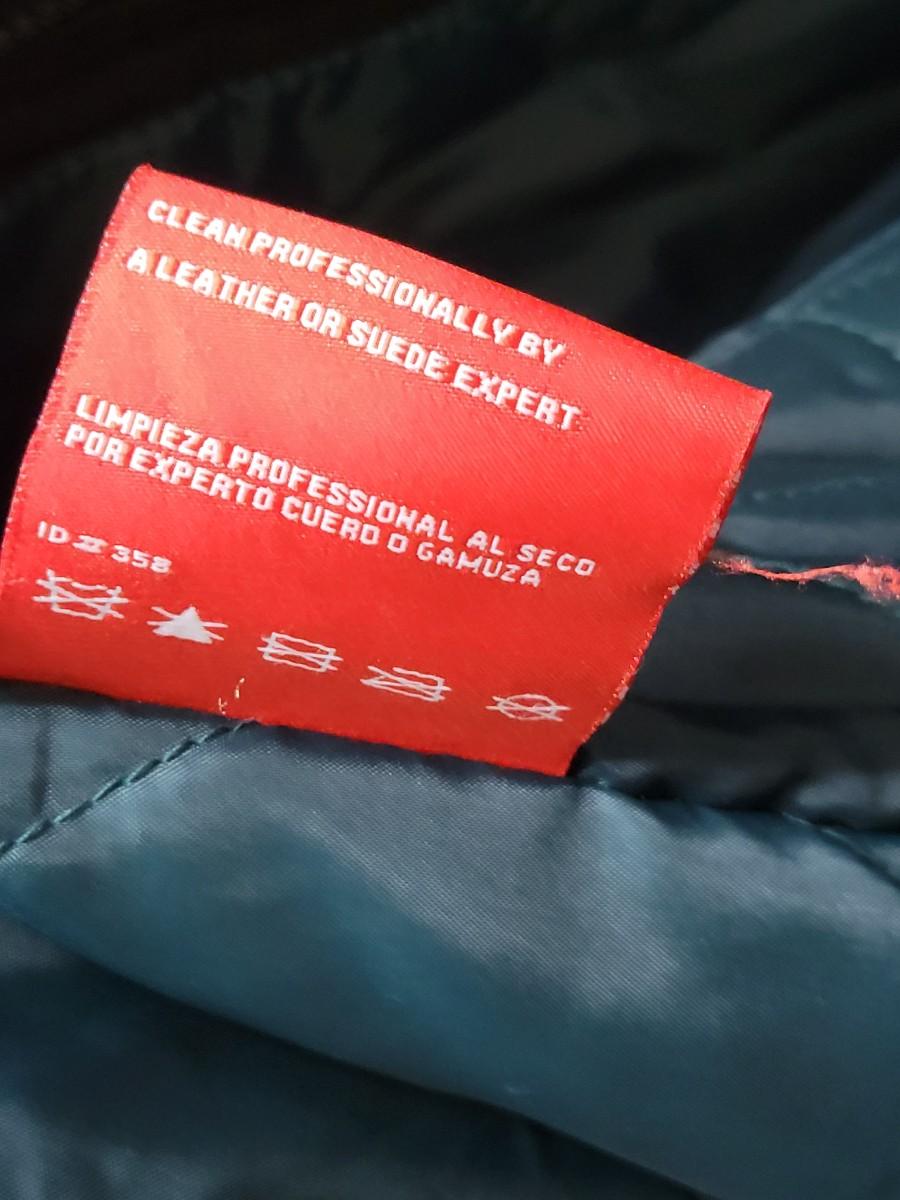 CLEAN PROFESSIONALLY BY
A LEATHER OR SUEDE EXPERT
LIMPIEZA PROFESSIONAL AL SECO
POR EXPERTO CUERO O GAMUZA
ID # 358